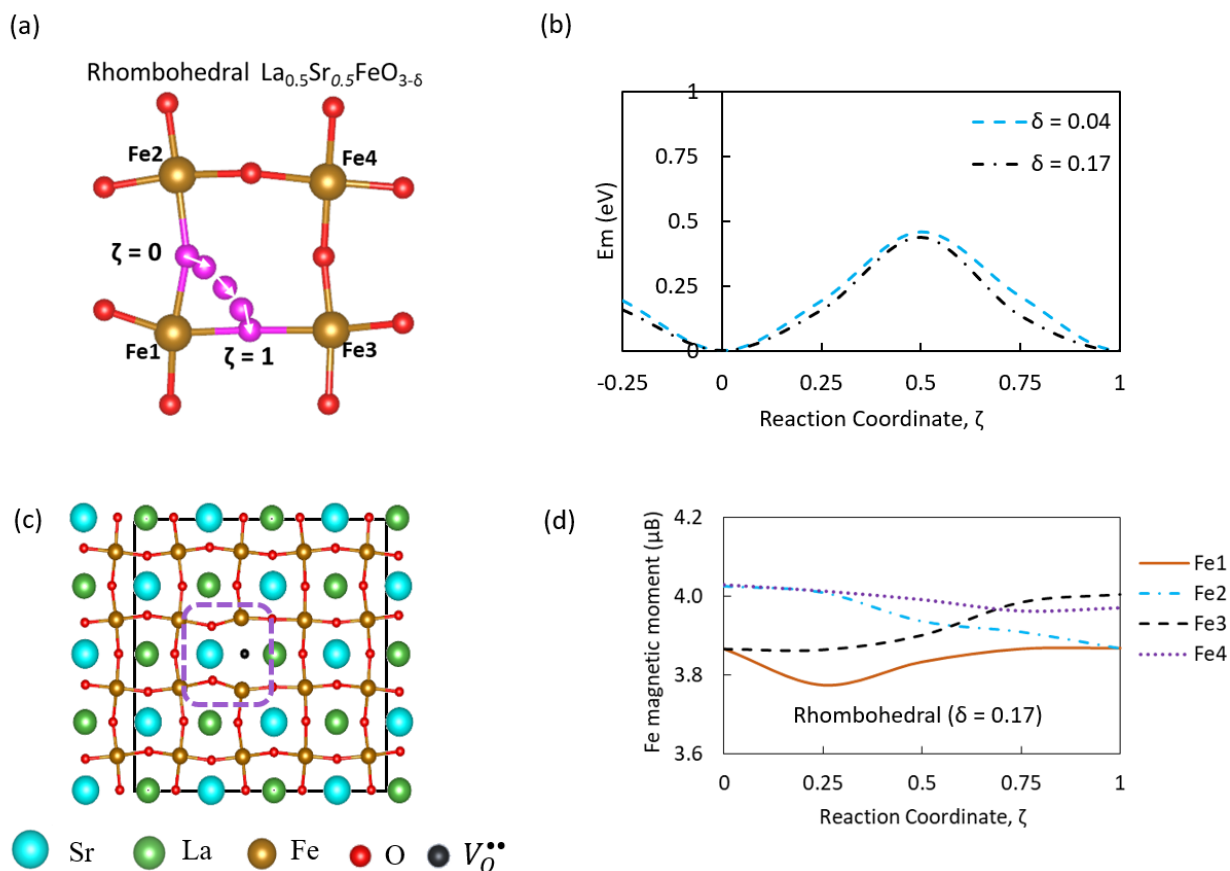 (a)
Rhombohedral La0.5Sr0.5FeO3-δ
Fe2
Fe4
ζ = 0
Fe1
Fe3
ζ = 1
(b)
1
0.75
0.5
0.25
0
Em (eV)
δ = 0.04
δ = 0.17
-0.25 0 0.25 0.5 0.75 1
Reaction Coordinate, ζ
(c)
Sr La Fe O V_O^••
(d)
4.2
4.0
3.8
3.6
Fe magnetic moment (μB)
Fe1
Fe2
Fe3
Fe4
Rhombohedral (δ = 0.17)
0 0.25 0.5 0.75 1
Reaction Coordinate, ζ